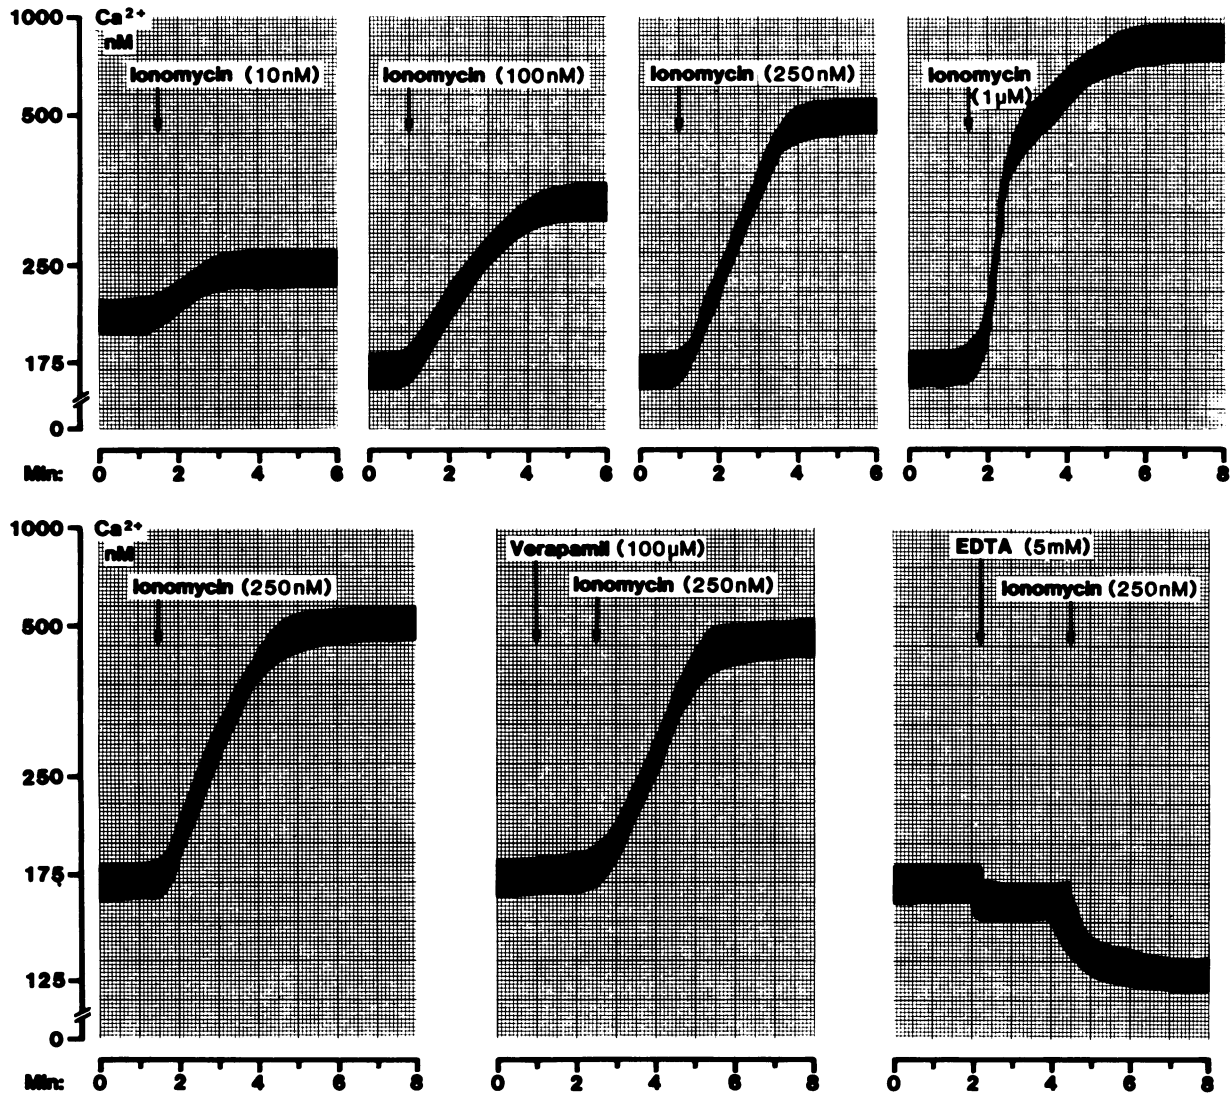 1000 Ca²⁺
nM
Ionomycin (10nM)
Ionomycin (100nM)
Ionomycin (250nM)
Ionomycin
(1µM)
500
250
175
0
Min: 0 2 4 6
0 2 4 6
0 2 4 6
0 2 4 6 8
1000 Ca²⁺
nM
Ionomycin (250nM)
Verapamil (100µM)
Ionomycin (250nM)
EDTA (5mM)
Ionomycin (250nM)
500
250
175
125
0
Min: 0 2 4 6 8
0 2 4 6 8
0 2 4 6 8